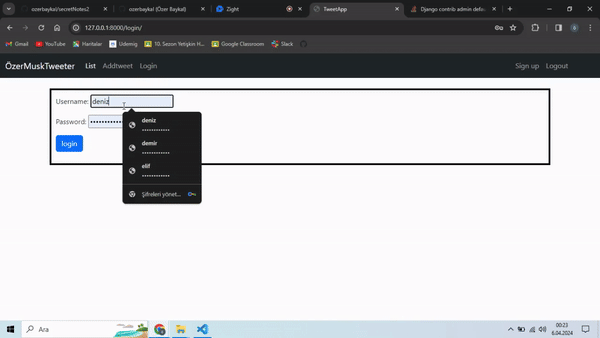 ozerbaykal/secretNotes2
ozerbaykal (Özer Baykal)
Zight
TweetApp
Django contrib admin defau
127.0.0.1:8000/login/
Gmail
YouTube
Haritalar
Udemig
10. Sezon Yetişkin H...
Google Classroom
Slack
ÖzerMuskTweeter
List
Addtweet
Login
Sign up
Logout
Username: deniz
Password: ••••••••••••
login
deniz
••••••••••••
demir
••••••••••••
elif
••••••••••••
Şifreleri yönet...
Ara
00:23
6.04.2024